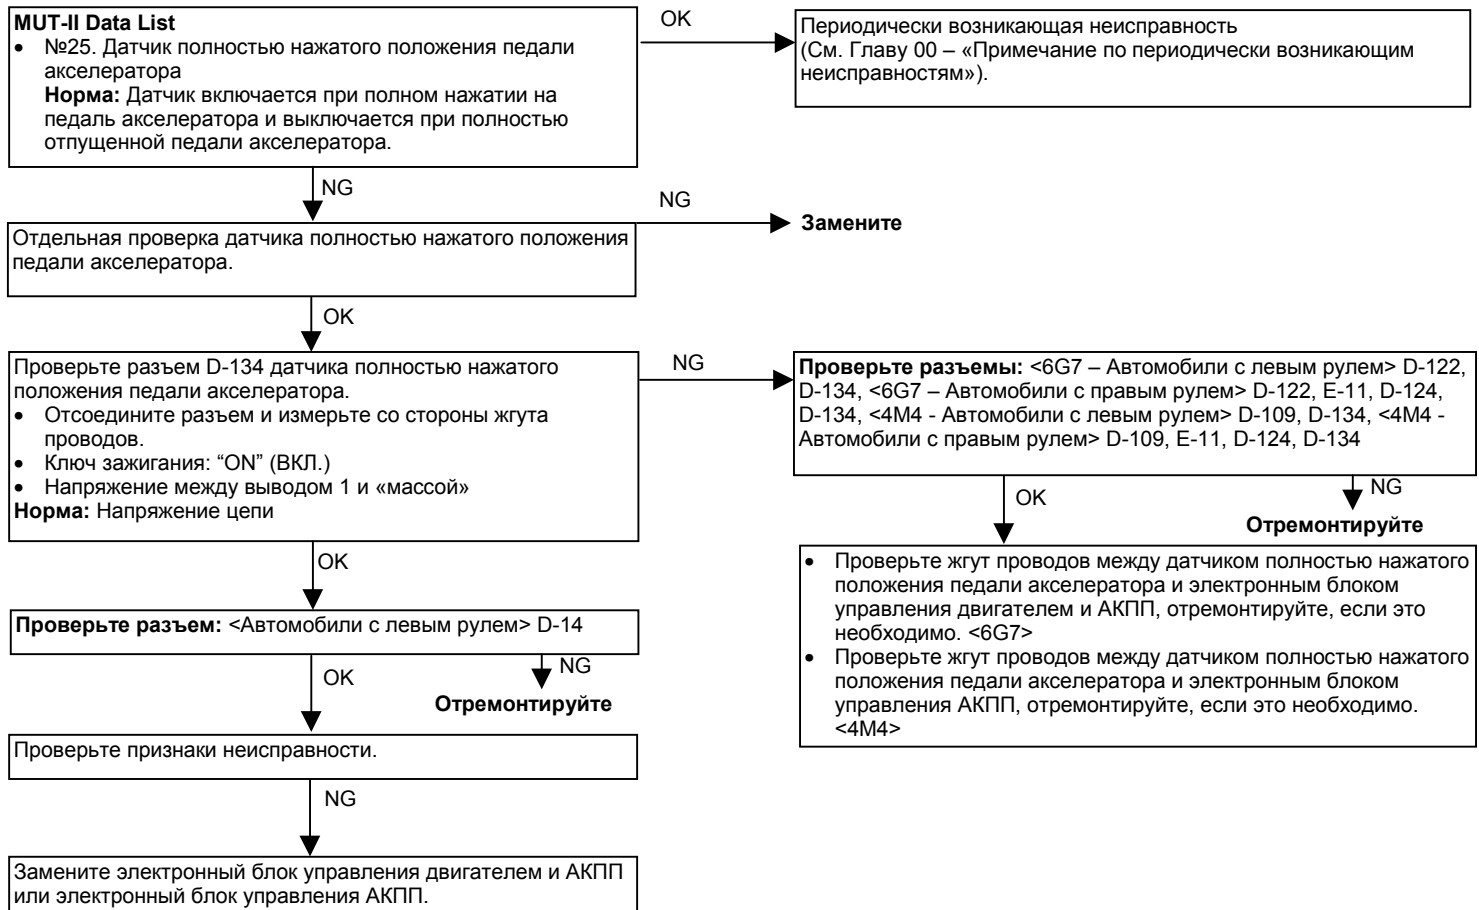 MUT-II Data List
• №25. Датчик полностью нажатого положения педали
акселератора
Норма: Датчик включается при полном нажатии на
педаль акселератора и выключается при полностью
отпущенной педали акселератора.
OK
Периодически возникающая неисправность
(См. Главу 00 – «Примечание по периодически возникающим
неисправностям»).
NG
Отдельная проверка датчика полностью нажатого положения
педали акселератора.
NG
Замените
OK
Проверьте разъем D-134 датчика полностью нажатого
положения педали акселератора.
• Отсоедините разъем и измерьте со стороны жгута
проводов.
• Ключ зажигания: “ON” (ВКЛ.)
• Напряжение между выводом 1 и «массой»
Норма: Напряжение цепи
NG
Проверьте разъемы: <6G7 – Автомобили с левым рулем> D-122,
D-134, <6G7 – Автомобили с правым рулем> D-122, E-11, D-124,
D-134, <4M4 - Автомобили с левым рулем> D-109, D-134, <4M4 -
Автомобили с правым рулем> D-109, E-11, D-124, D-134
OK
NG
Отремонтируйте
• Проверьте жгут проводов между датчиком полностью нажатого
положения педали акселератора и электронным блоком
управления двигателем и АКПП, отремонтируйте, если это
необходимо. <6G7>
• Проверьте жгут проводов между датчиком полностью нажатого
положения педали акселератора и электронным блоком
управления АКПП, отремонтируйте, если это необходимо.
<4M4>
OK
Проверьте разъем: <Автомобили с левым рулем> D-14
OK
NG
Отремонтируйте
Проверьте признаки неисправности.
NG
Замените электронный блок управления двигателем и АКПП
или электронный блок управления АКПП.